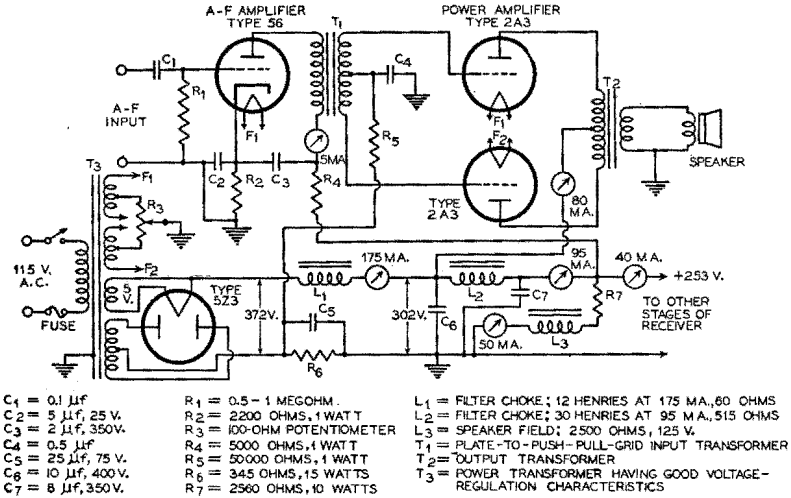 A-F AMPLIFIER
TYPE 56
T1
POWER AMPLIFIER
TYPE 2A3
C1
R1
C4
T2
A-F
INPUT
F1
F1
F2
R5
5MA.
SPEAKER
C2
R2
C3
R4
TYPE
2A3
80
MA.
T3
F1
R3
F2
115 V.
A.C.
FUSE
5
V.
TYPE
5Z3
372V.
L1
175 MA.
C5
R6
302V.
C6
L2
C7
95
MA.
40 MA.
+253 V.
R7
50 MA.
L3
TO OTHER
STAGES OF
RECEIVER
C1 = 0.1 µf
C2 = 5 µf, 25 V.
C3 = 2 µf, 350V.
C4 = 0.5 µf
C5 = 25 µf, 75 V.
C6 = 10 µf, 400V.
C7 = 8 µf, 350V.
R1 = 0.5-1 MEGOHM.
R2 = 2200 OHMS, 1 WATT
R3 = 100-OHM POTENTIOMETER
R4 = 5000 OHMS, 1 WATT
R5 = 50000 OHMS, 1 WATT
R6 = 345 OHMS, 15 WATTS
R7 = 2560 OHMS, 10 WATTS
L1 = FILTER CHOKE; 12 HENRIES AT 175 MA., 60 OHMS
L2 = FILTER CHOKE; 30 HENRIES AT 95 MA., 515 OHMS
L3 = SPEAKER FIELD; 2500 OHMS, 125 V.
T1 = PLATE-TO-PUSH-PULL-GRID INPUT TRANSFORMER
T2 = OUTPUT TRANSFORMER
T3 = POWER TRANSFORMER HAVING GOOD VOLTAGE-
REGULATION CHARACTERISTICS